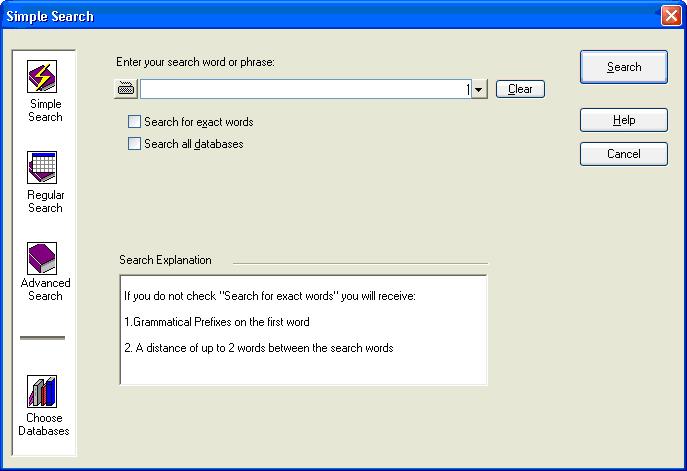 Simple Search
Simple
Search
Regular
Search
Advanced
Search
Choose
Databases
Enter your search word or phrase:
1
Clear
Search for exact words
Search all databases
Search
Help
Cancel
Search Explanation
If you do not check "Search for exact words" you will receive:
1.Grammatical Prefixes on the first word
2. A distance of up to 2 words between the search words